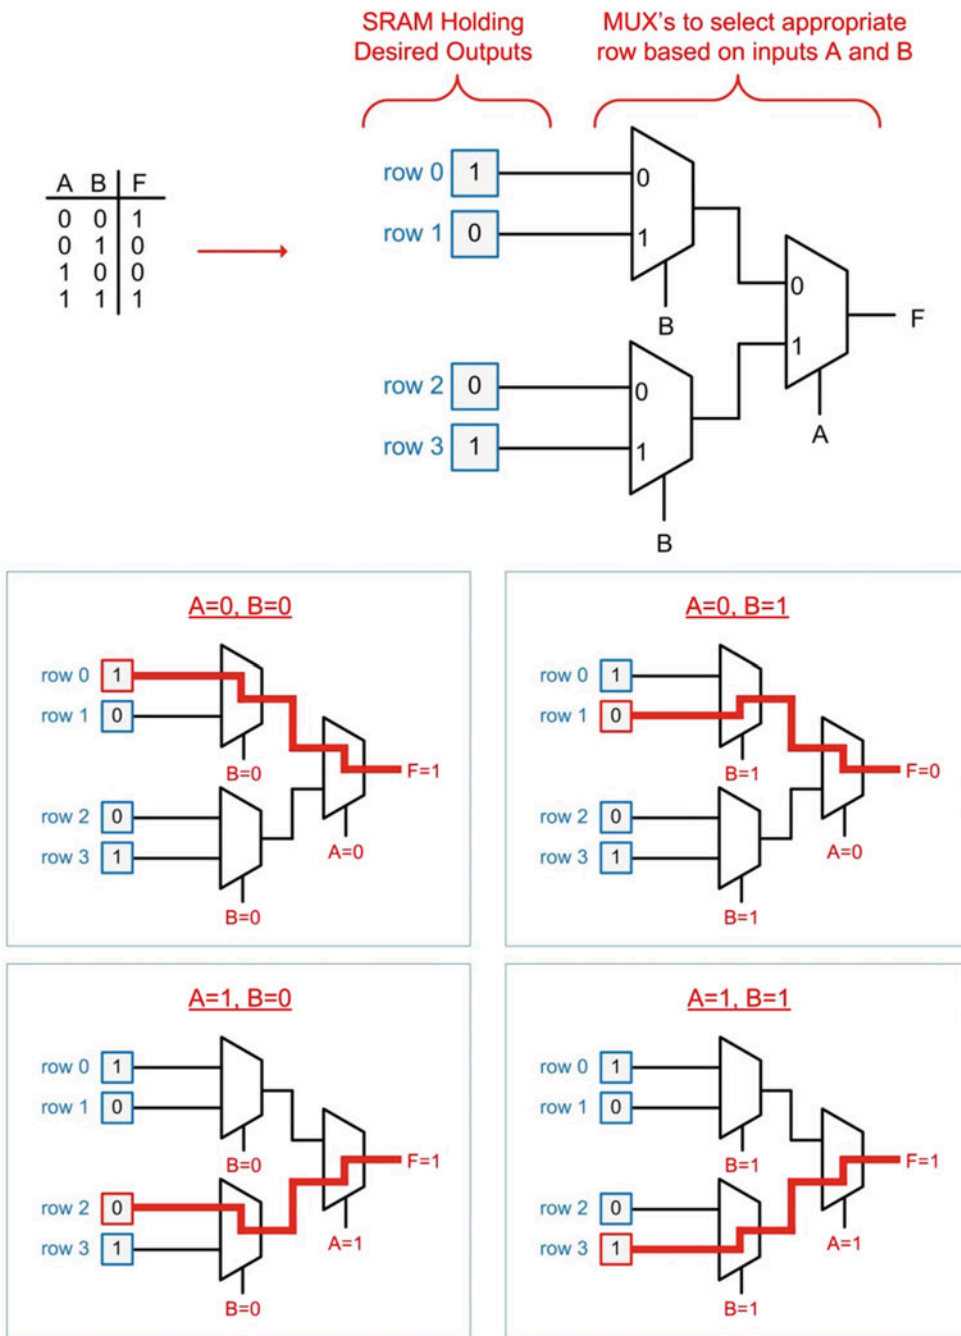 SRAM Holding
Desired Outputs
MUX's to select appropriate
row based on inputs A and B
A B F
0 0 1
0 1 0
1 0 0
1 1 1
row 0 1
row 1 0
0
1
B
row 2 0
row 3 1
0
1
B
0
1
A
F
A=0, B=0
row 0 1
row 1 0
B=0
F=1
row 2 0
row 3 1
A=0
B=0
A=0, B=1
row 0 1
row 1 0
B=1
F=0
row 2 0
row 3 1
A=0
B=1
A=1, B=0
row 0 1
row 1 0
B=0
F=1
row 2 0
row 3 1
A=1
B=0
A=1, B=1
row 0 1
row 1 0
B=1
F=1
row 2 0
row 3 1
A=1
B=1